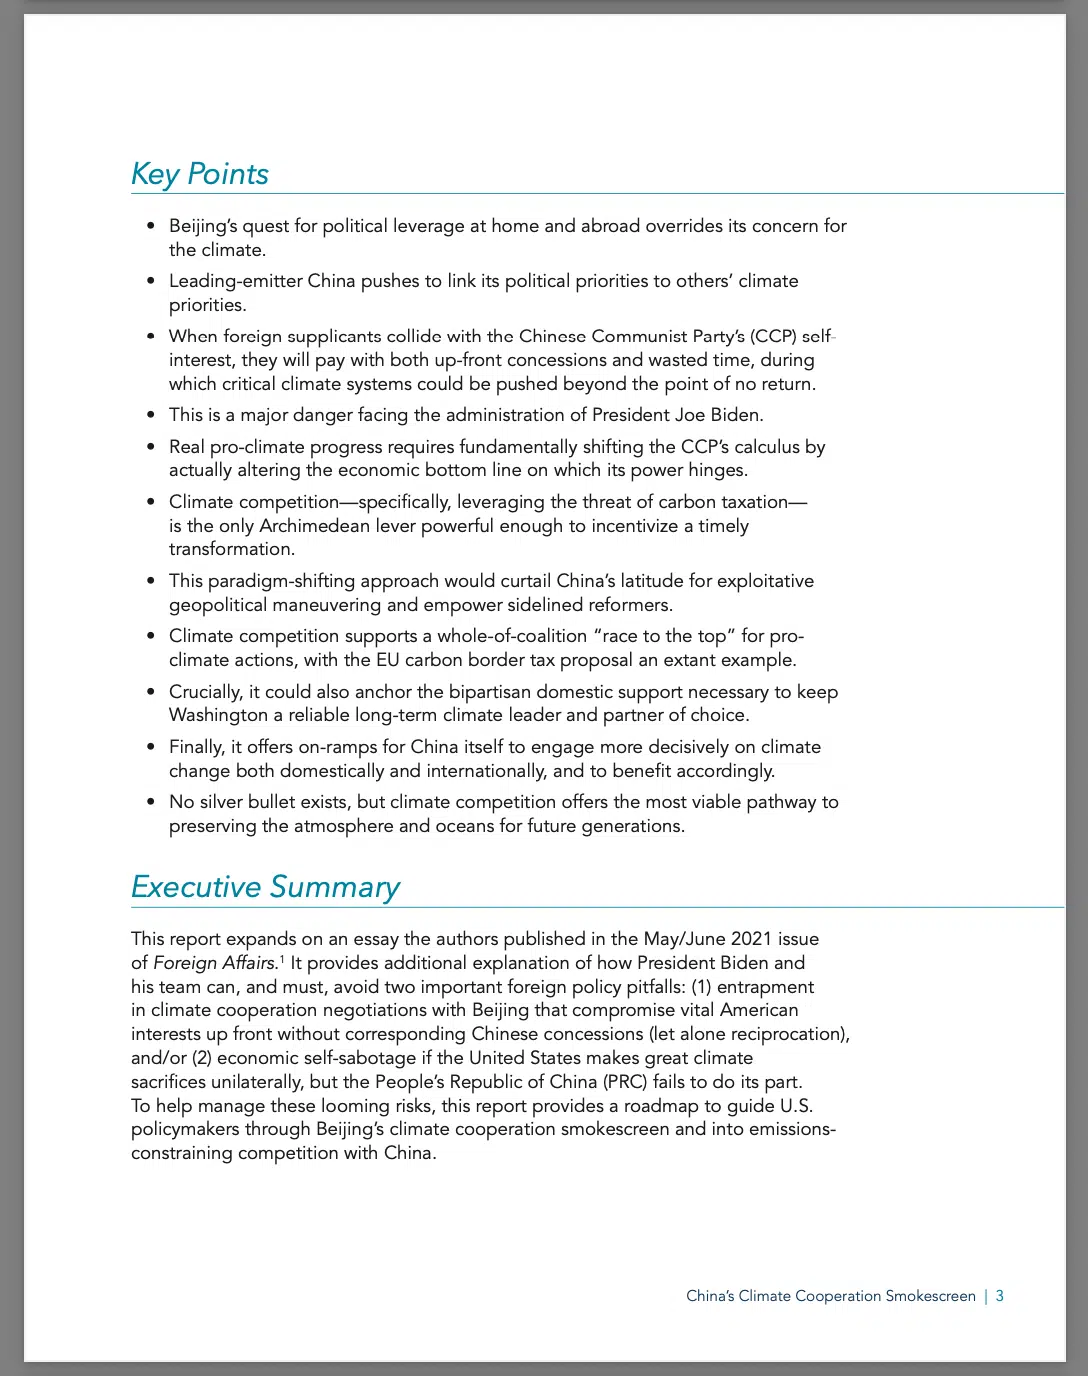 Key Points
• Beijing’s quest for political leverage at home and abroad overrides its concern for
the climate.
• Leading-emitter China pushes to link its political priorities to others’ climate
priorities.
• When foreign supplicants collide with the Chinese Communist Party’s (CCP) self-
interest, they will pay with both up-front concessions and wasted time, during
which critical climate systems could be pushed beyond the point of no return.
• This is a major danger facing the administration of President Joe Biden.
• Real pro-climate progress requires fundamentally shifting the CCP’s calculus by
actually altering the economic bottom line on which its power hinges.
• Climate competition—specifically, leveraging the threat of carbon taxation—
is the only Archimedean lever powerful enough to incentivize a timely
transformation.
• This paradigm-shifting approach would curtail China’s latitude for exploitative
geopolitical maneuvering and empower sidelined reformers.
• Climate competition supports a whole-of-coalition “race to the top” for pro-
climate actions, with the EU carbon border tax proposal an extant example.
• Crucially, it could also anchor the bipartisan domestic support necessary to keep
Washington a reliable long-term climate leader and partner of choice.
• Finally, it offers on-ramps for China itself to engage more decisively on climate
change both domestically and internationally, and to benefit accordingly.
• No silver bullet exists, but climate competition offers the most viable pathway to
preserving the atmosphere and oceans for future generations.
Executive Summary
This report expands on an essay the authors published in the May/June 2021 issue
of Foreign Affairs.¹ It provides additional explanation of how President Biden and
his team can, and must, avoid two important foreign policy pitfalls: (1) entrapment
in climate cooperation negotiations with Beijing that compromise vital American
interests up front without corresponding Chinese concessions (let alone reciprocation),
and/or (2) economic self-sabotage if the United States makes great climate
sacrifices unilaterally, but the People’s Republic of China (PRC) fails to do its part.
To help manage these looming risks, this report provides a roadmap to guide U.S.
policymakers through Beijing’s climate cooperation smokescreen and into emissions-
constraining competition with China.
China’s Climate Cooperation Smokescreen | 3